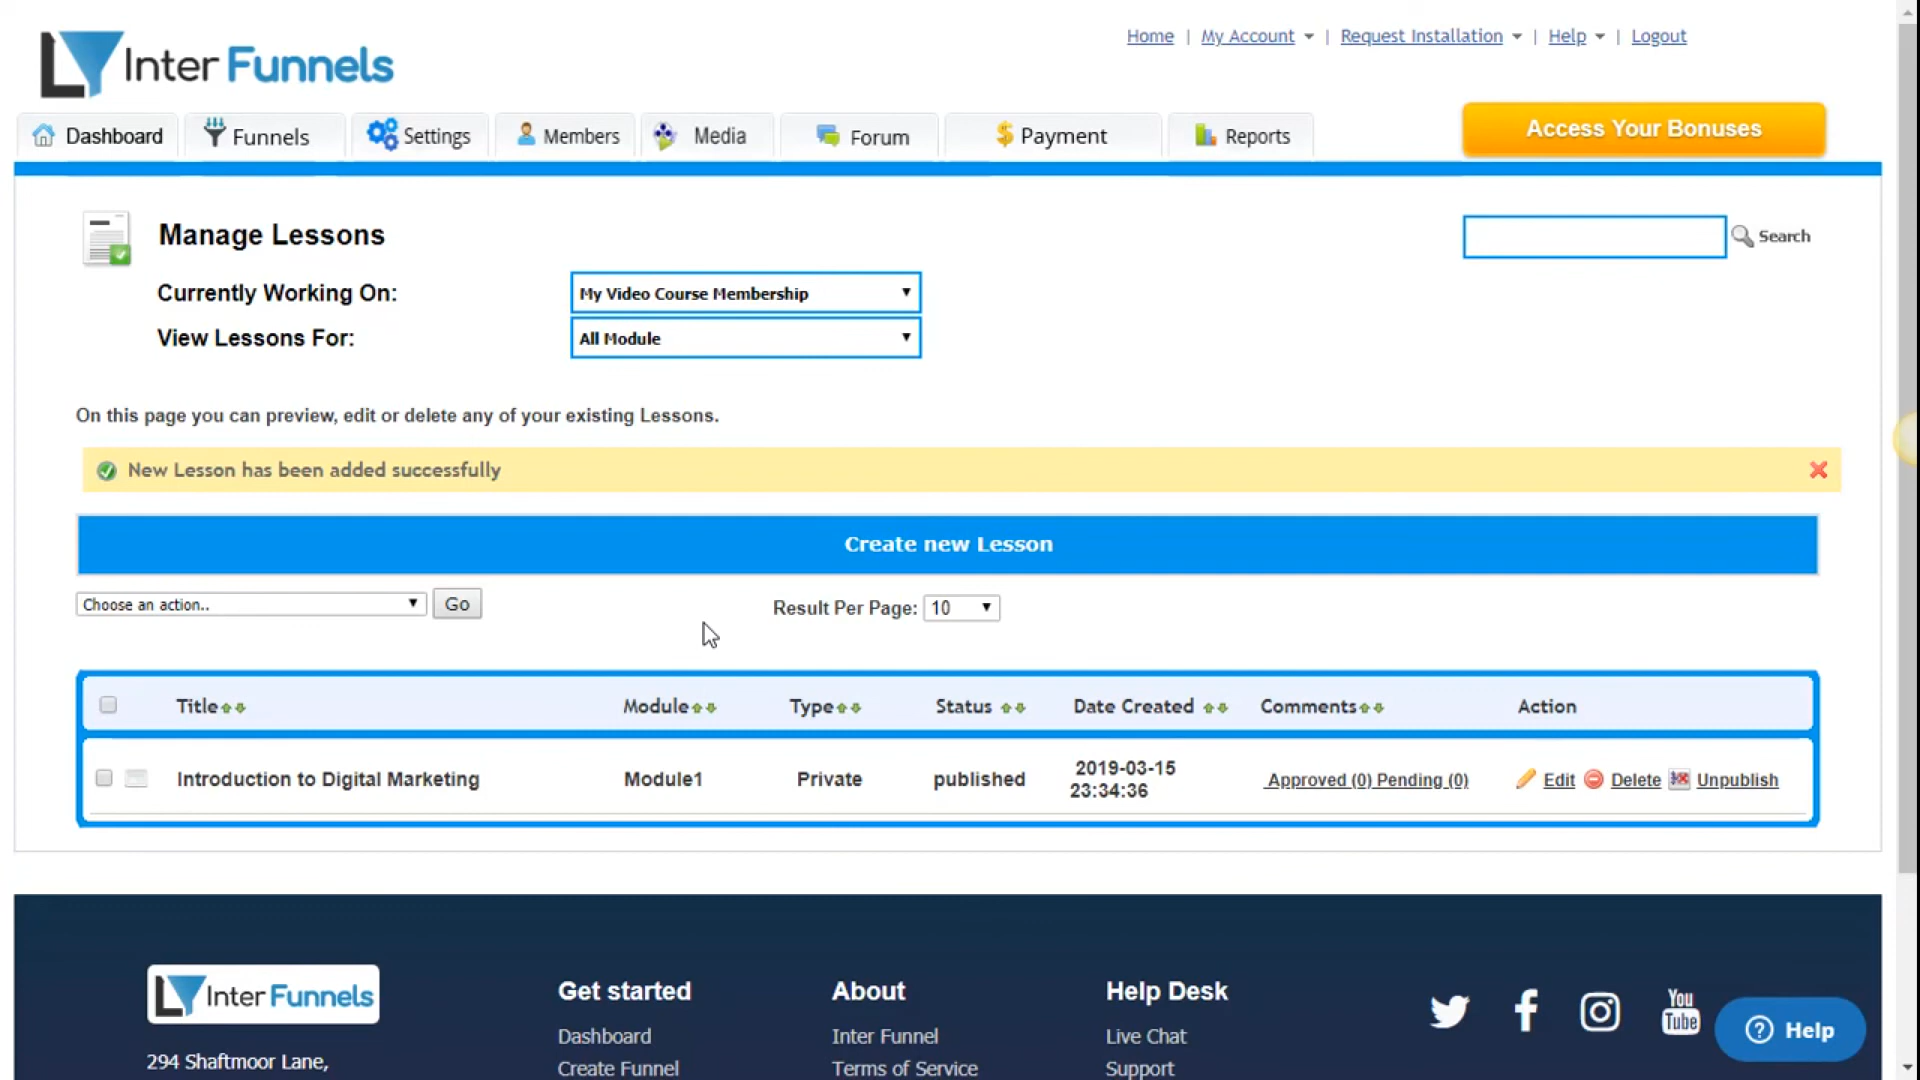 Inter Funnels
Home | My Account | Request Installation | Help | Logout
Dashboard Funnels Settings Members Media Forum Payment Reports
Access Your Bonuses
Manage Lessons
Search
Currently Working On: My Video Course Membership
View Lessons For: All Module
On this page you can preview, edit or delete any of your existing Lessons.
New Lesson has been added successfully
Create new Lesson
Choose an action.. Go Result Per Page: 10
Title Module Type Status Date Created Comments Action
Introduction to Digital Marketing Module1 Private published 2019-03-15 23:34:36 Approved (0) Pending (0) Edit Delete Unpublish
Inter Funnels
294 Shaftmoor Lane,
Get started
Dashboard
Create Funnel
About
Inter Funnel
Terms of Service
Help Desk
Live Chat
Support
You
Tube
Help